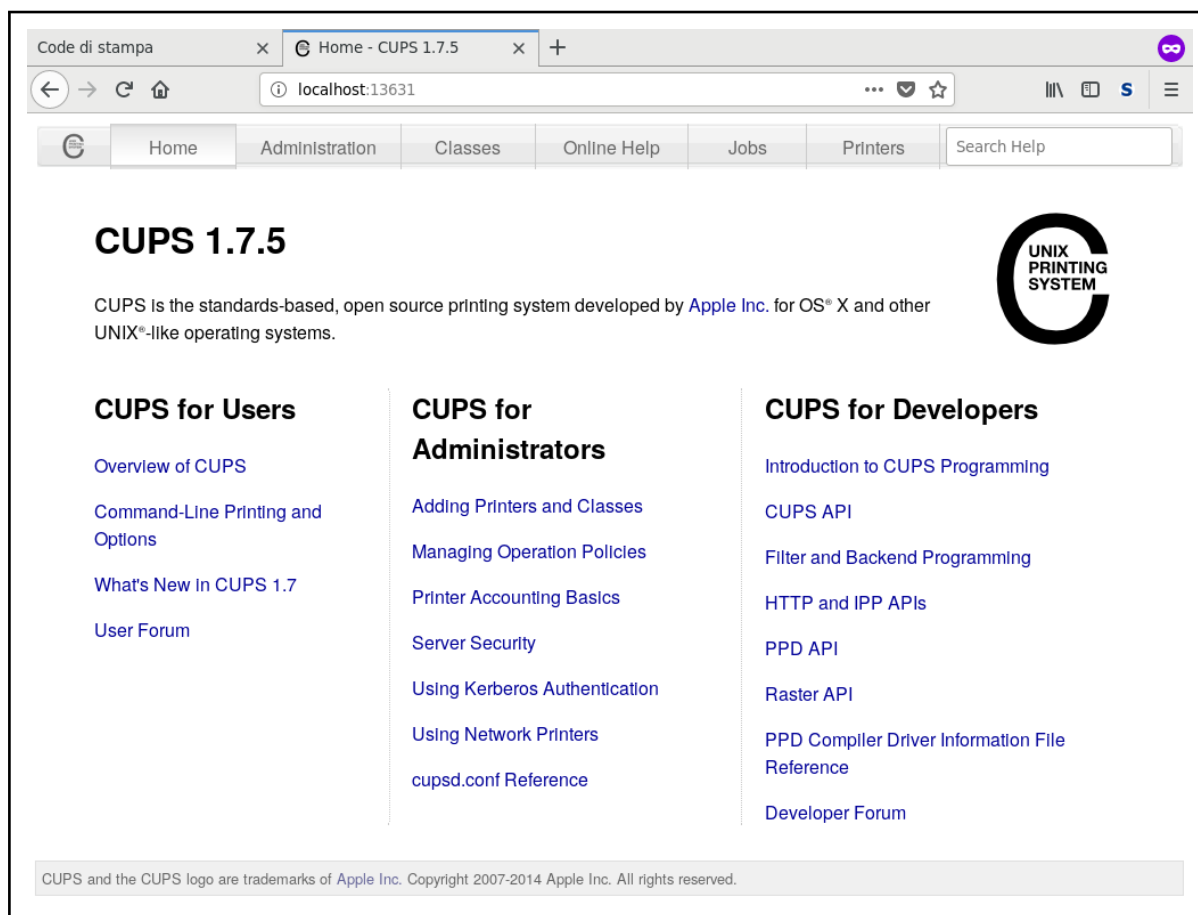 Code di stampa
Home - CUPS 1.7.5
localhost:13631
S
Home Administration Classes Online Help Jobs Printers Search Help
CUPS 1.7.5
UNIX
PRINTING
SYSTEM
CUPS is the standards-based, open source printing system developed by Apple Inc. for OS® X and other
UNIX®-like operating systems.
CUPS for Users
Overview of CUPS
Command-Line Printing and
Options
What's New in CUPS 1.7
User Forum
CUPS for
Administrators
Adding Printers and Classes
Managing Operation Policies
Printer Accounting Basics
Server Security
Using Kerberos Authentication
Using Network Printers
cupsd.conf Reference
CUPS for Developers
Introduction to CUPS Programming
CUPS API
Filter and Backend Programming
HTTP and IPP APIs
PPD API
Raster API
PPD Compiler Driver Information File
Reference
Developer Forum
CUPS and the CUPS logo are trademarks of Apple Inc. Copyright 2007-2014 Apple Inc. All rights reserved.